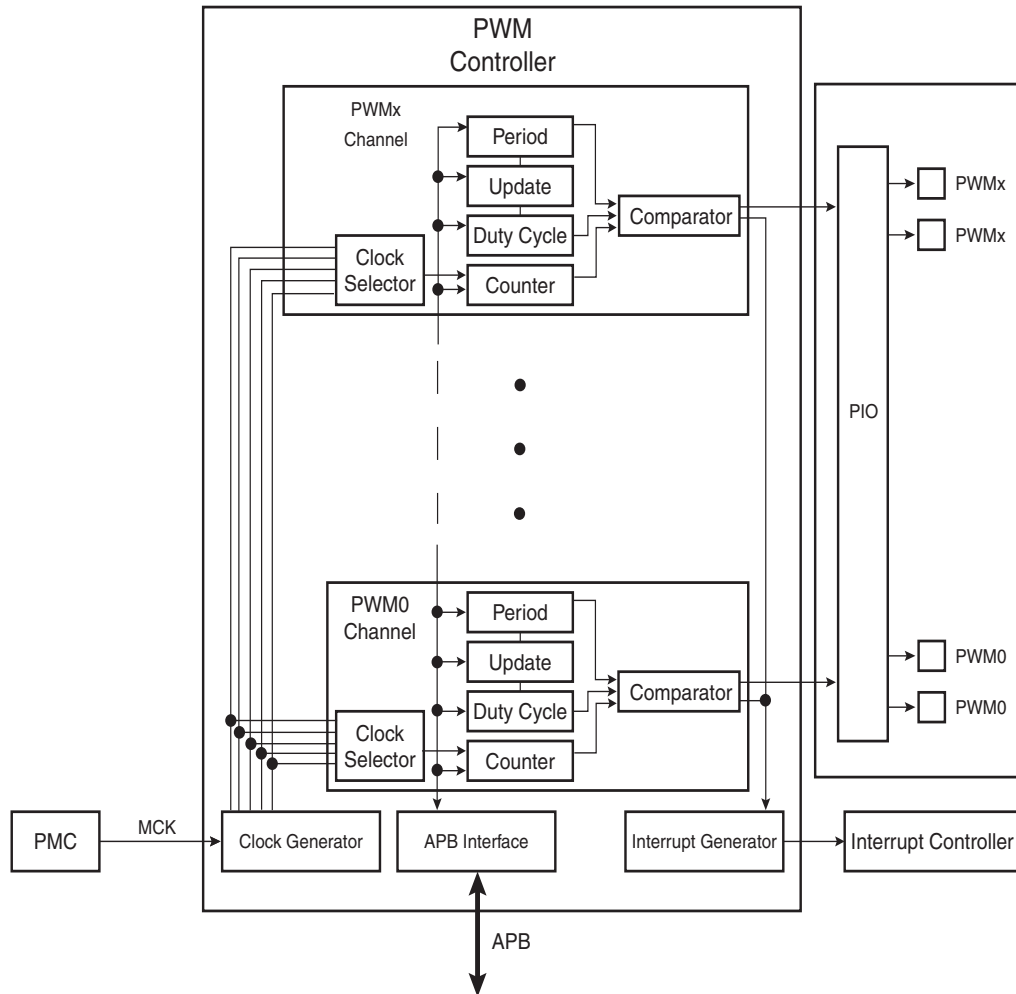 PWM
Controller
PWMx
Channel
Period
Update
Duty Cycle
Counter
Clock
Selector
Comparator
PIO
PWMx
PWMx
PWM0
Channel
Period
Update
Duty Cycle
Counter
Clock
Selector
Comparator
PWM0
PWM0
PMC
MCK
Clock Generator
APB Interface
Interrupt Generator
Interrupt Controller
APB